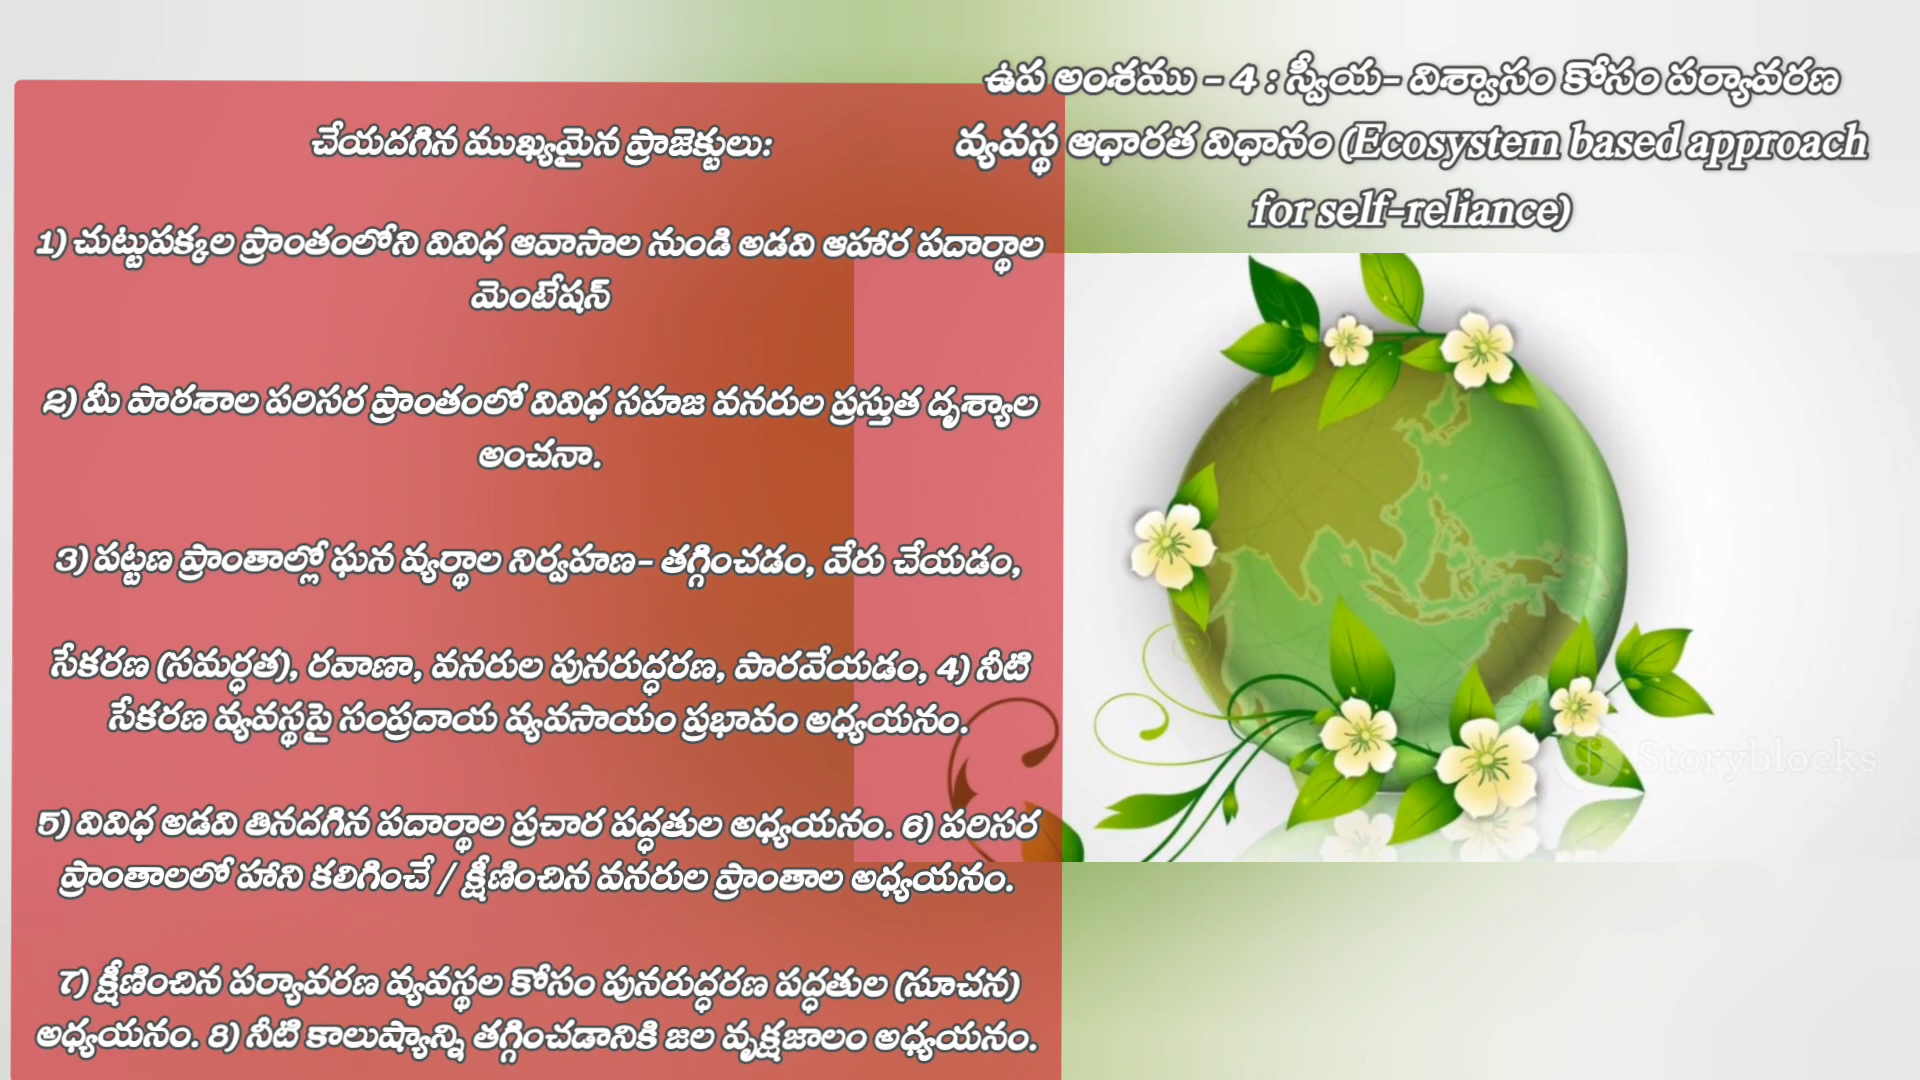 ఉప అంశము - 4 : స్వీయ- విశ్వాసం కోసం పర్యావరణ
వ్యవస్థ ఆధారత విధానం (Ecosystem based approach
for self-reliance)
చేయదగిన ముఖ్యమైన ప్రాజెక్టులు:
1) చుట్టుపక్కల ప్రాంతంలోని వివిధ ఆవాసాల నుండి అడవి ఆహార పదార్థాల
మెంటేషన్
2) మీ పాఠశాల పరిసర ప్రాంతంలో వివిధ సహజ వనరుల ప్రస్తుత దృశ్యాల
అంచనా.
3) పట్టణ ప్రాంతాల్లో ఘన వ్యర్థాల నిర్వహణ- తగ్గించడం, వేరు చేయడం,
సేకరణ (సమర్ధత), రవాణా, వనరుల పునరుద్ధరణ, పారవేయడం, 4) నీటి
సేకరణ వ్యవస్థపై సంప్రదాయ వ్యవసాయం ప్రభావం అధ్యయనం.
5) వివిధ అడవి తినదగిన పదార్థాల ప్రచార పద్ధతుల అధ్యయనం. 6) పరిసర
ప్రాంతాలలో హాని కలిగించే / క్షీణించిన వనరుల ప్రాంతాల అధ్యయనం.
7) క్షీణించిన పర్యావరణ వ్యవస్థల కోసం పునరుద్ధరణ పద్ధతుల (సూచన)
అధ్యయనం. 8) నీటి కాలుష్యాన్ని తగ్గించడానికి జల వృక్షజాలం అధ్యయనం.
Storyblocks